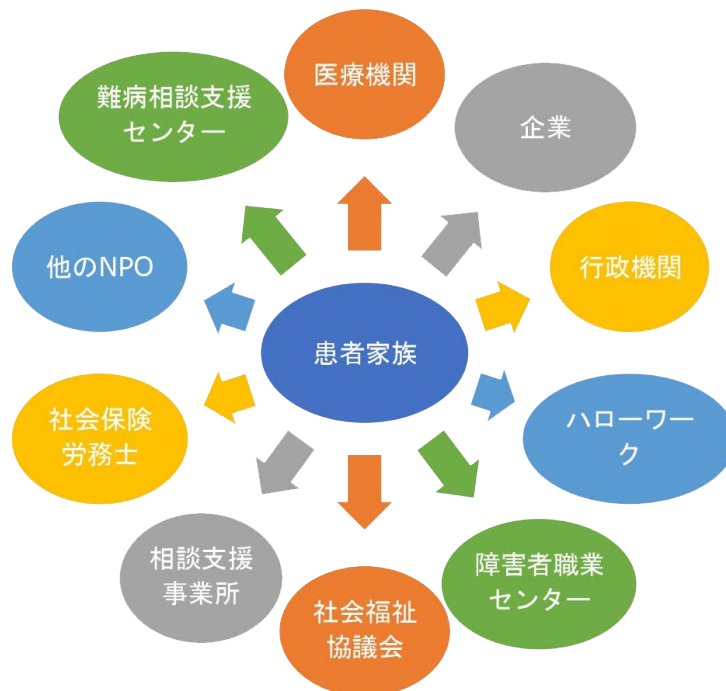 医療機関
企業
行政機関
ハローワー
ク
障害者職業
センター
社会福祉
協議会
相談支援
事業所
社会保険
労務士
他のNPO
難病相談支援
センター
患者家族